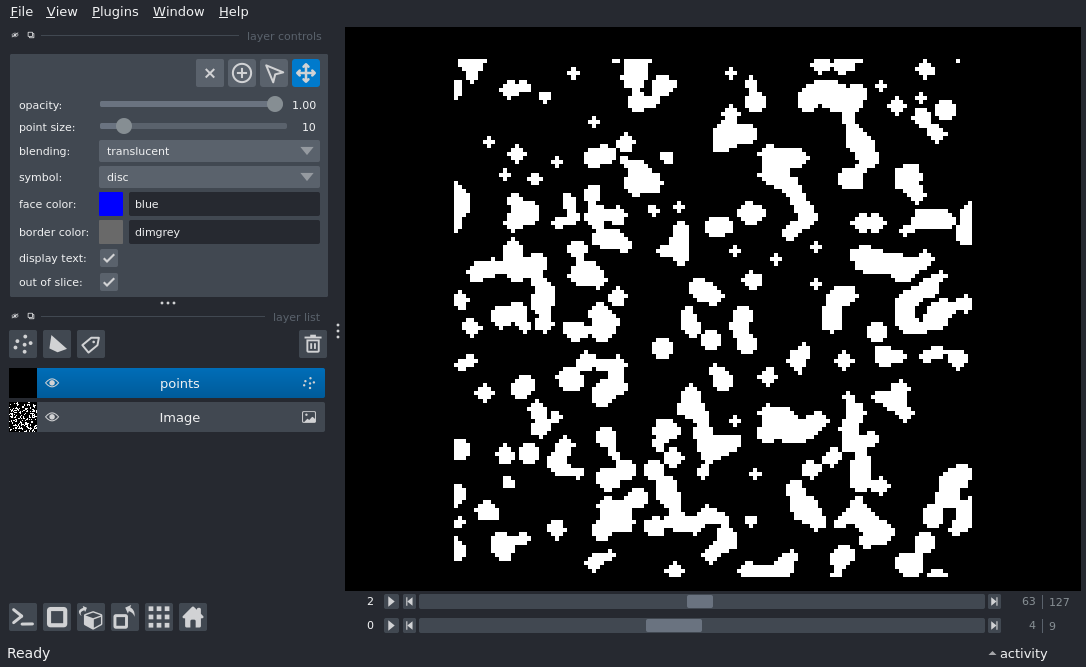 File View Plugins Window Help
layer controls
opacity: 1.00
point size: 10
blending: translucent
symbol: disc
face color: blue
border color: dimgrey
display text:
out of slice:
layer list
points
Image
2 63 127
0 4 9
Ready activity